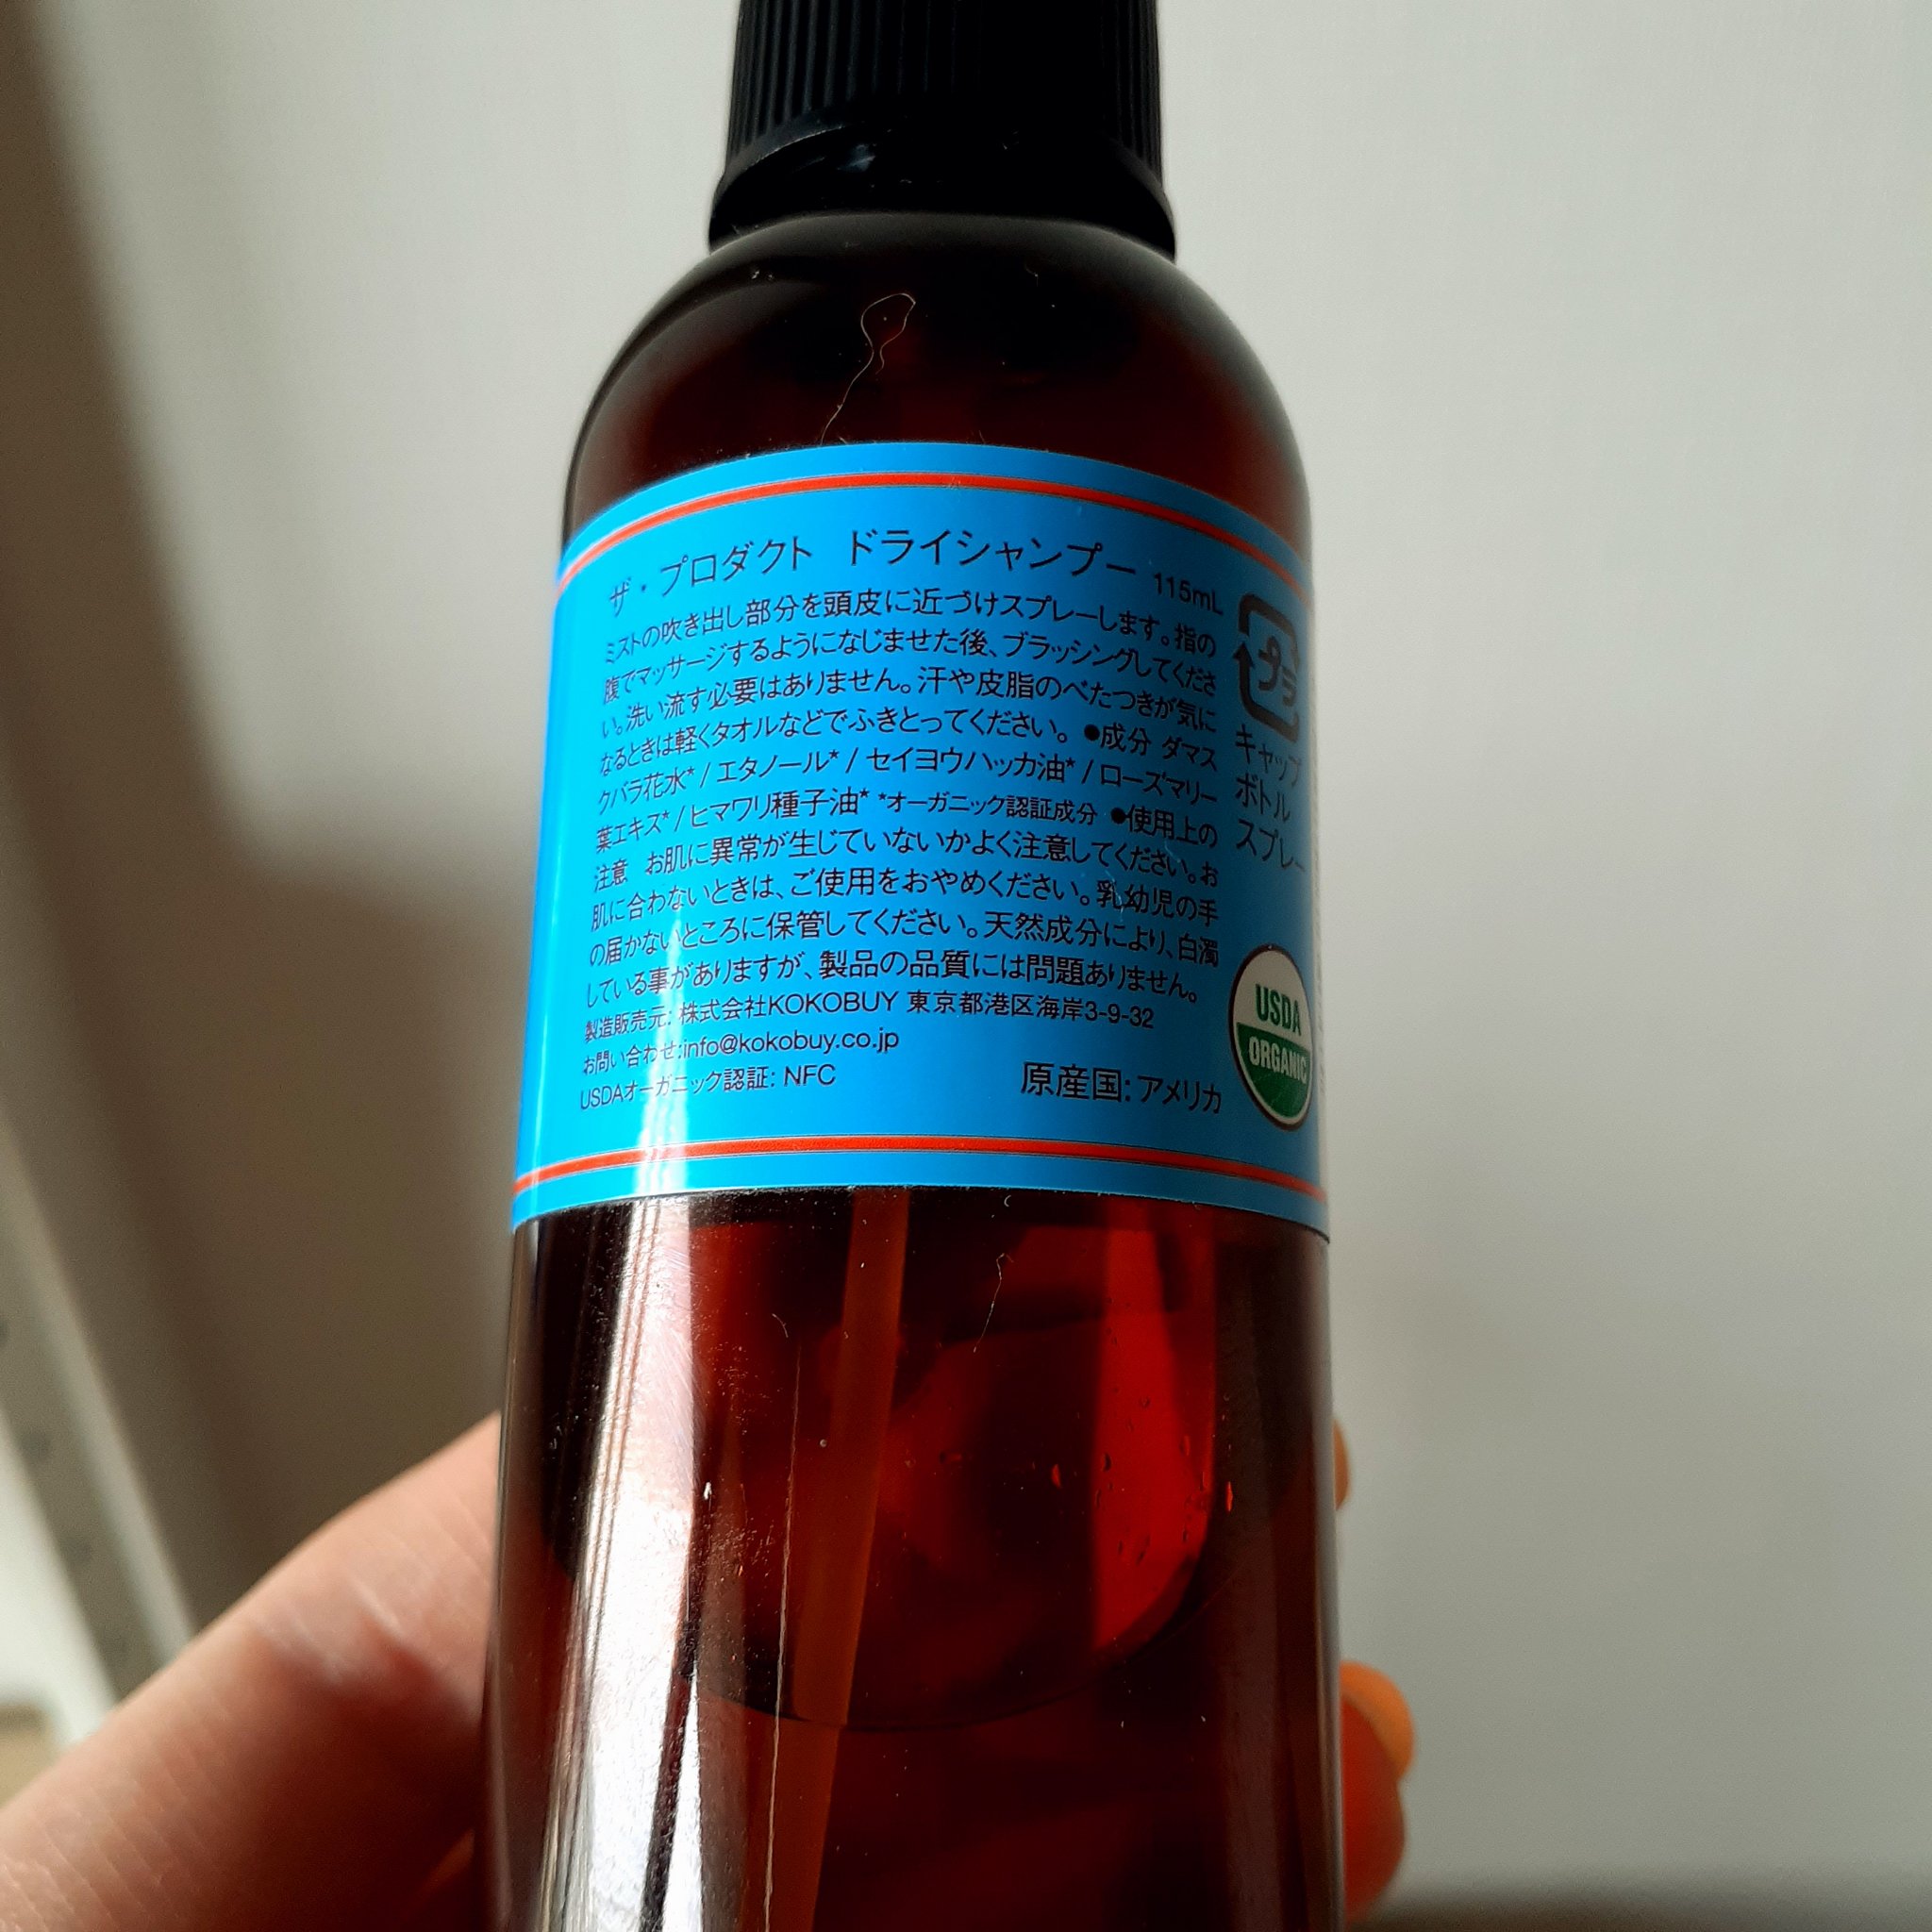 ザ・プロダクト ドライシャンプー 115mL
ミストの吹き出し部分を頭皮に近づけスプレーします。指の
腹でマッサージするようになじませた後、ブラッシングしてくださ
い。洗い流す必要はありません。汗や皮脂のべたつきが気に
なるときは軽くタオルなどでふきとってください。 ●成分 ダマス
クバラ花水* / エタノール* / セイヨウハッカ油* / ローズマリー
葉エキス* / ヒマワリ種子油* *オーガニック認証成分 ●使用上の
注意 お肌に異常が生じていないかよく注意してください。お
肌に合わないときは、ご使用をおやめください。乳幼児の手
の届かないところに保管してください。天然成分により、白濁
している事がありますが、製品の品質には問題ありません。
製造販売元: 株式会社KOKOBUY 東京都港区海岸3-9-32
お問い合わせ:info@kokobuy.co.jp
USDAオーガニック認証: NFC
原産国: アメリカ
プラ
キャップ
ボトル
スプレー
USDA
ORGANIC